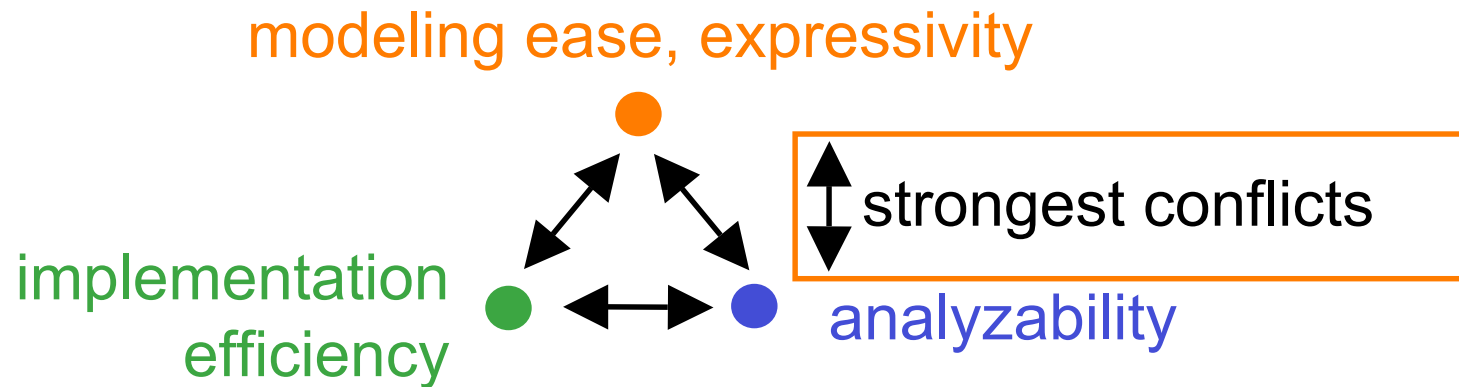 modeling ease, expressivity
strongest conflicts
implementation
efficiency
analyzability